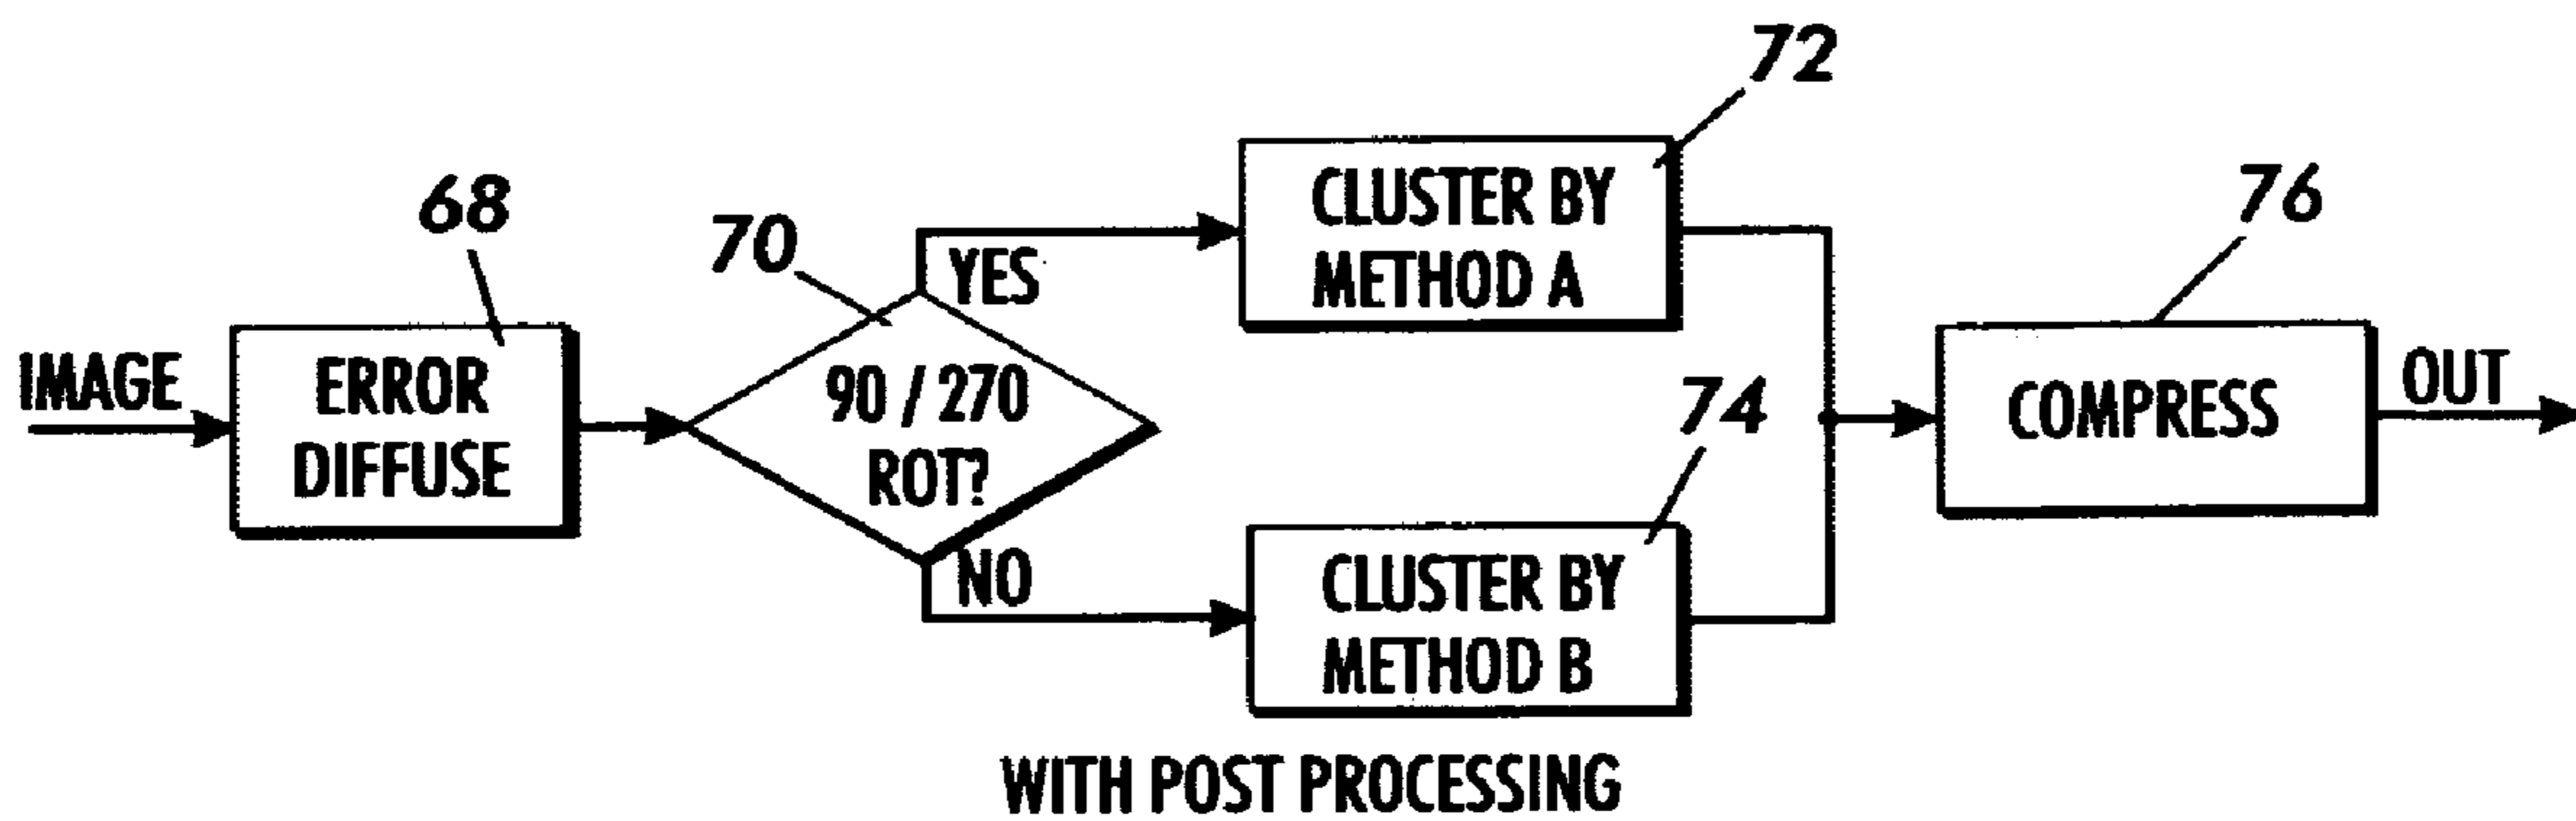 IMAGE
68
ERROR
DIFFUSE
70
90 / 270
ROT?
YES
NO
72
CLUSTER BY
METHOD A
74
CLUSTER BY
METHOD B
76
COMPRESS
OUT
WITH POST PROCESSING